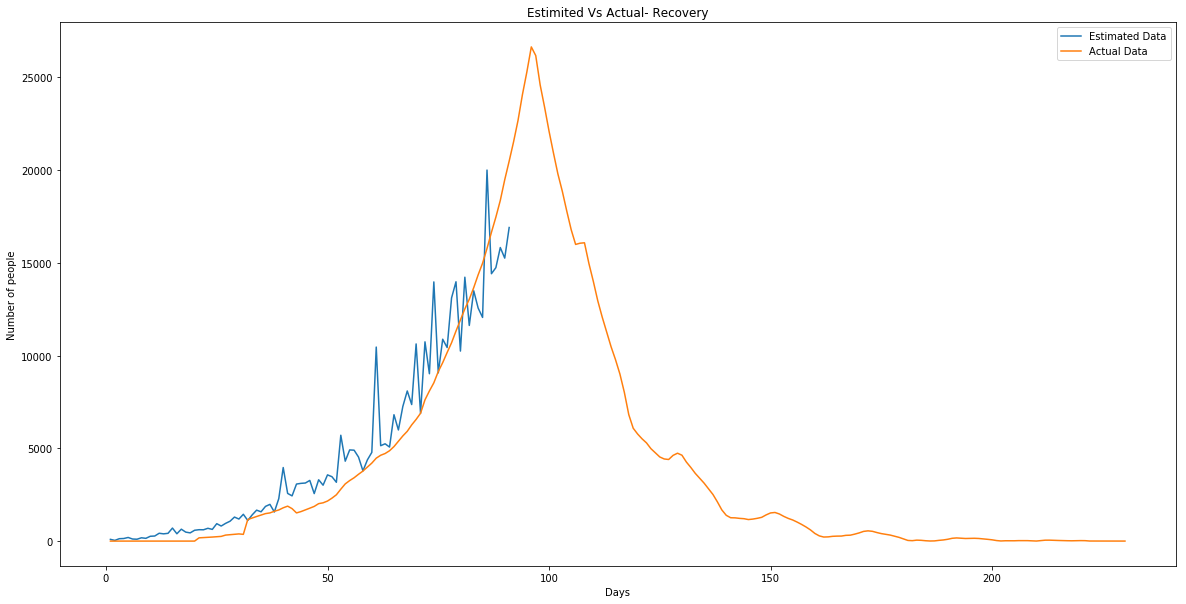 Estimited Vs Actual- Recovery
Estimated Data
Actual Data
Number of people
25000
20000
15000
10000
5000
0
0 50 100 150 200
Days